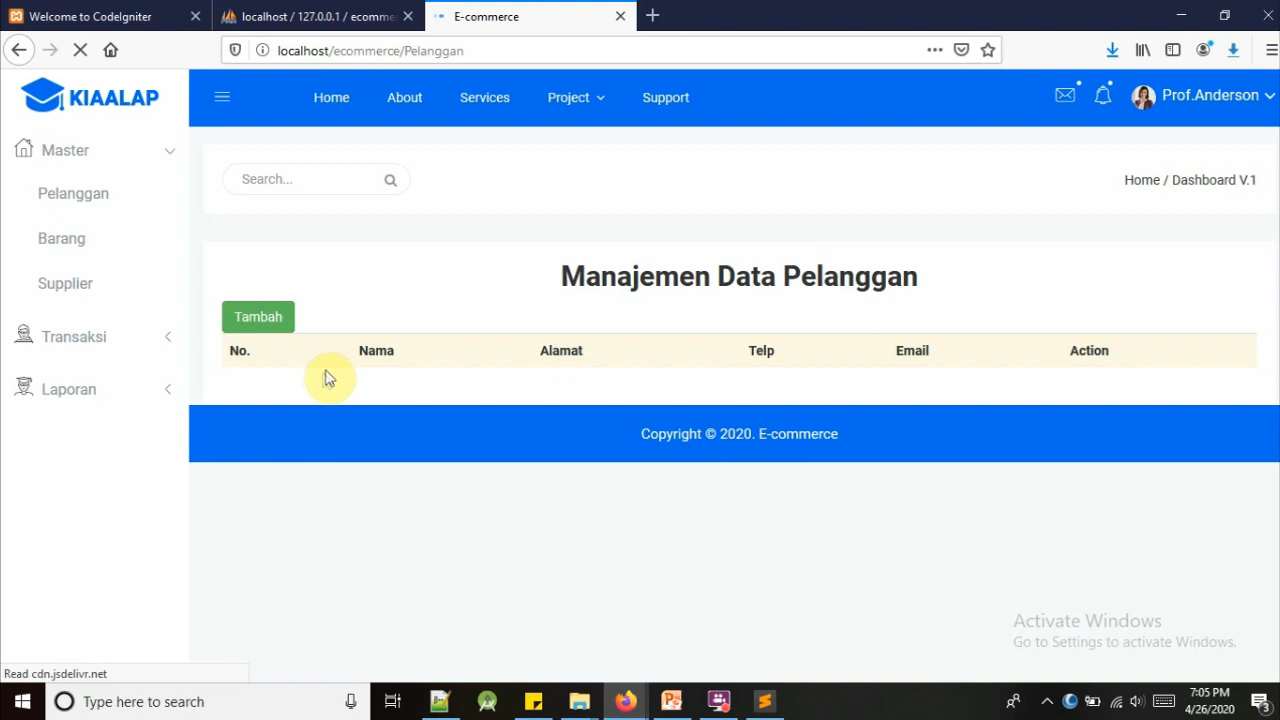 Welcome to CodeIgniter
localhost / 127.0.0.1 / ecomme
E-commerce
localhost/ecommerce/Pelanggan
KIAALAP
Home
About
Services
Project
Support
Prof.Anderson
Master
Pelanggan
Barang
Supplier
Transaksi
Laporan
Search...
Home / Dashboard V.1
Manajemen Data Pelanggan
Tambah
No.
Nama
Alamat
Telp
Email
Action
Copyright © 2020. E-commerce
Activate Windows
Go to Settings to activate Windows.
Read cdn.jsdelivr.net
Type here to search
7:05 PM
4/26/2020
3